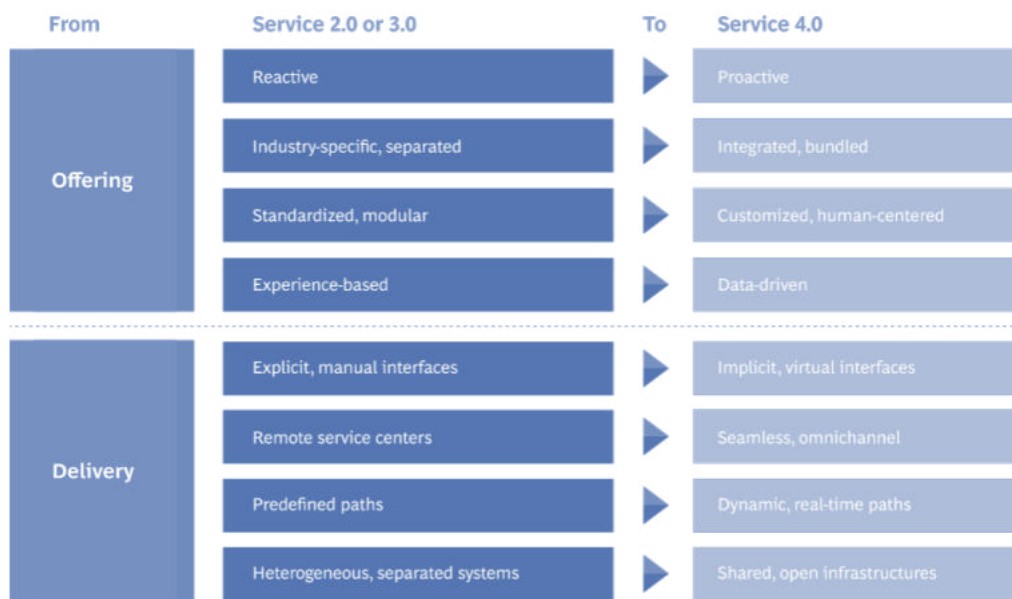 From Service 2.0 or 3.0 To Service 4.0
Offering
Reactive Proactive
Industry-specific, separated Integrated, bundled
Standardized, modular Customized, human-centered
Experience-based Data-driven
Delivery
Explicit, manual interfaces Implicit, virtual interfaces
Remote service centers Seamless, omnichannel
Predefined paths Dynamic, real-time paths
Heterogeneous, separated systems Shared, open infrastructures